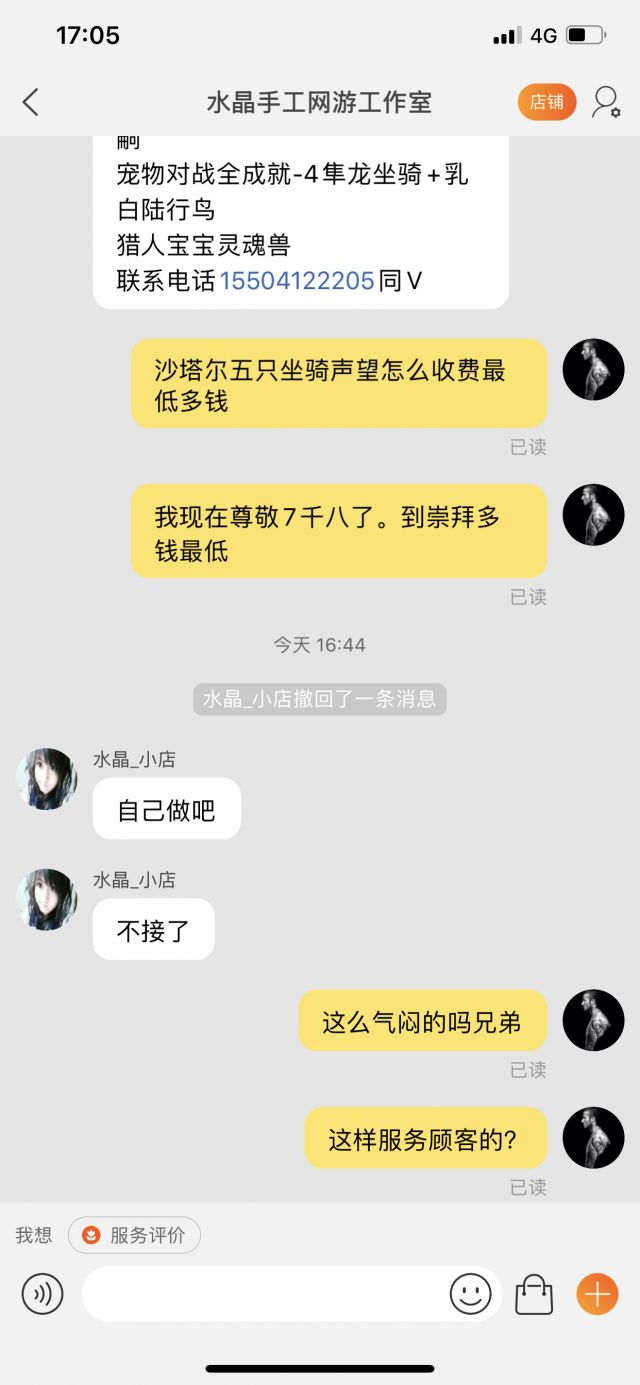 17:05
4G
水晶手工网游工作室
店铺
宠物对战全成就-4隼龙坐骑+乳
白陆行鸟
猎人宝宝灵魂兽
联系电话15504122205同V
沙塔尔五只坐骑声望怎么收费最
低多钱
已读
我现在尊敬7千八了。到崇拜多
钱最低
已读
今天 16:44
水晶_小店撤回了一条消息
水晶_小店
自己做吧
水晶_小店
不接了
这么气闷的吗兄弟
已读
这样服务顾客的?
已读
我想
服务评价